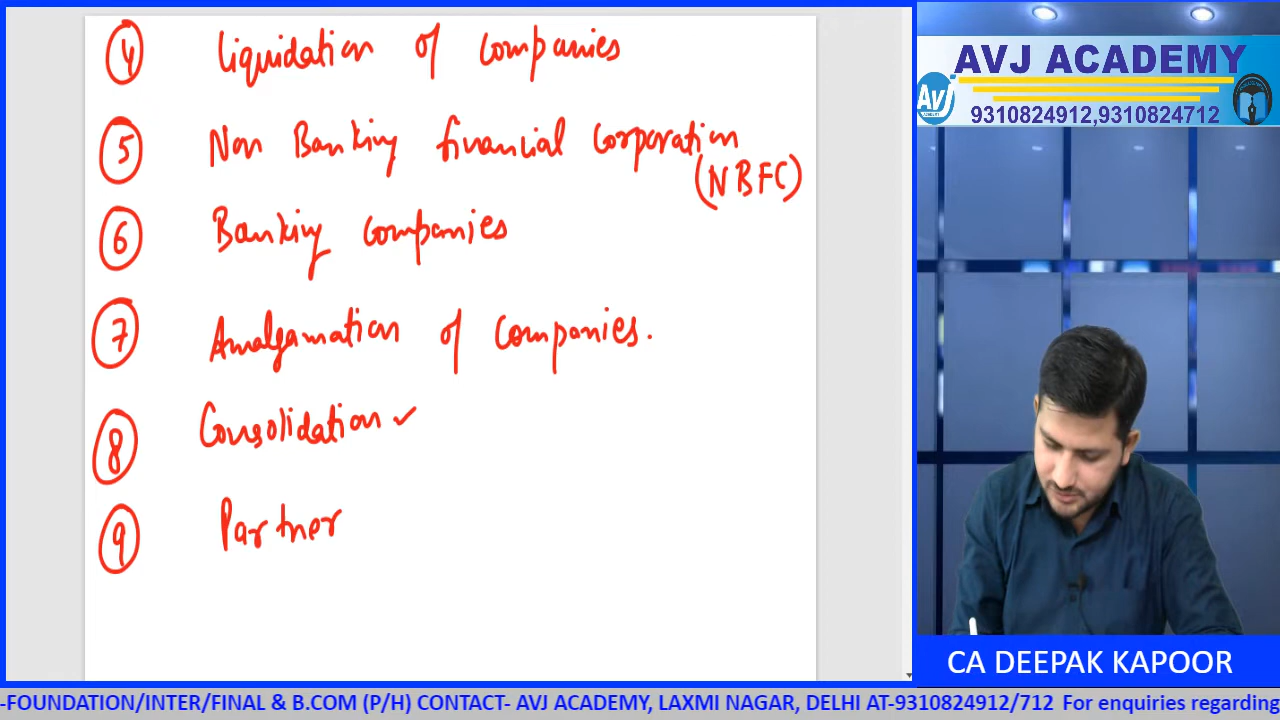 4 Liquidation of Companies
5 Non Banking financial Corporation
(NBFC)
6 Banking Companies
7 Amalgamation of Companies.
8 Consolidation ✓
9 Partner
AVJ ACADEMY
AVJ
9310824912,9310824712
CA DEEPAK KAPOOR
-FOUNDATION/INTER/FINAL & B.COM (P/H) CONTACT- AVJ ACADEMY, LAXMI NAGAR, DELHI AT-9310824912/712 For enquiries regarding